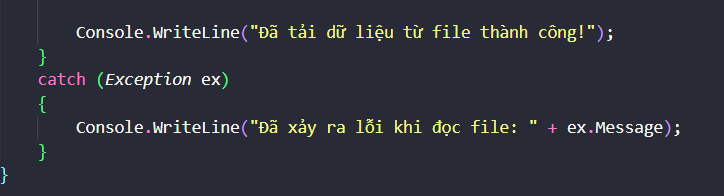 Console.WriteLine("Đã tải dữ liệu từ file thành công!");
}
catch (Exception ex)
{
Console.WriteLine("Đã xảy ra lỗi khi đọc file: " + ex.Message);
}
}